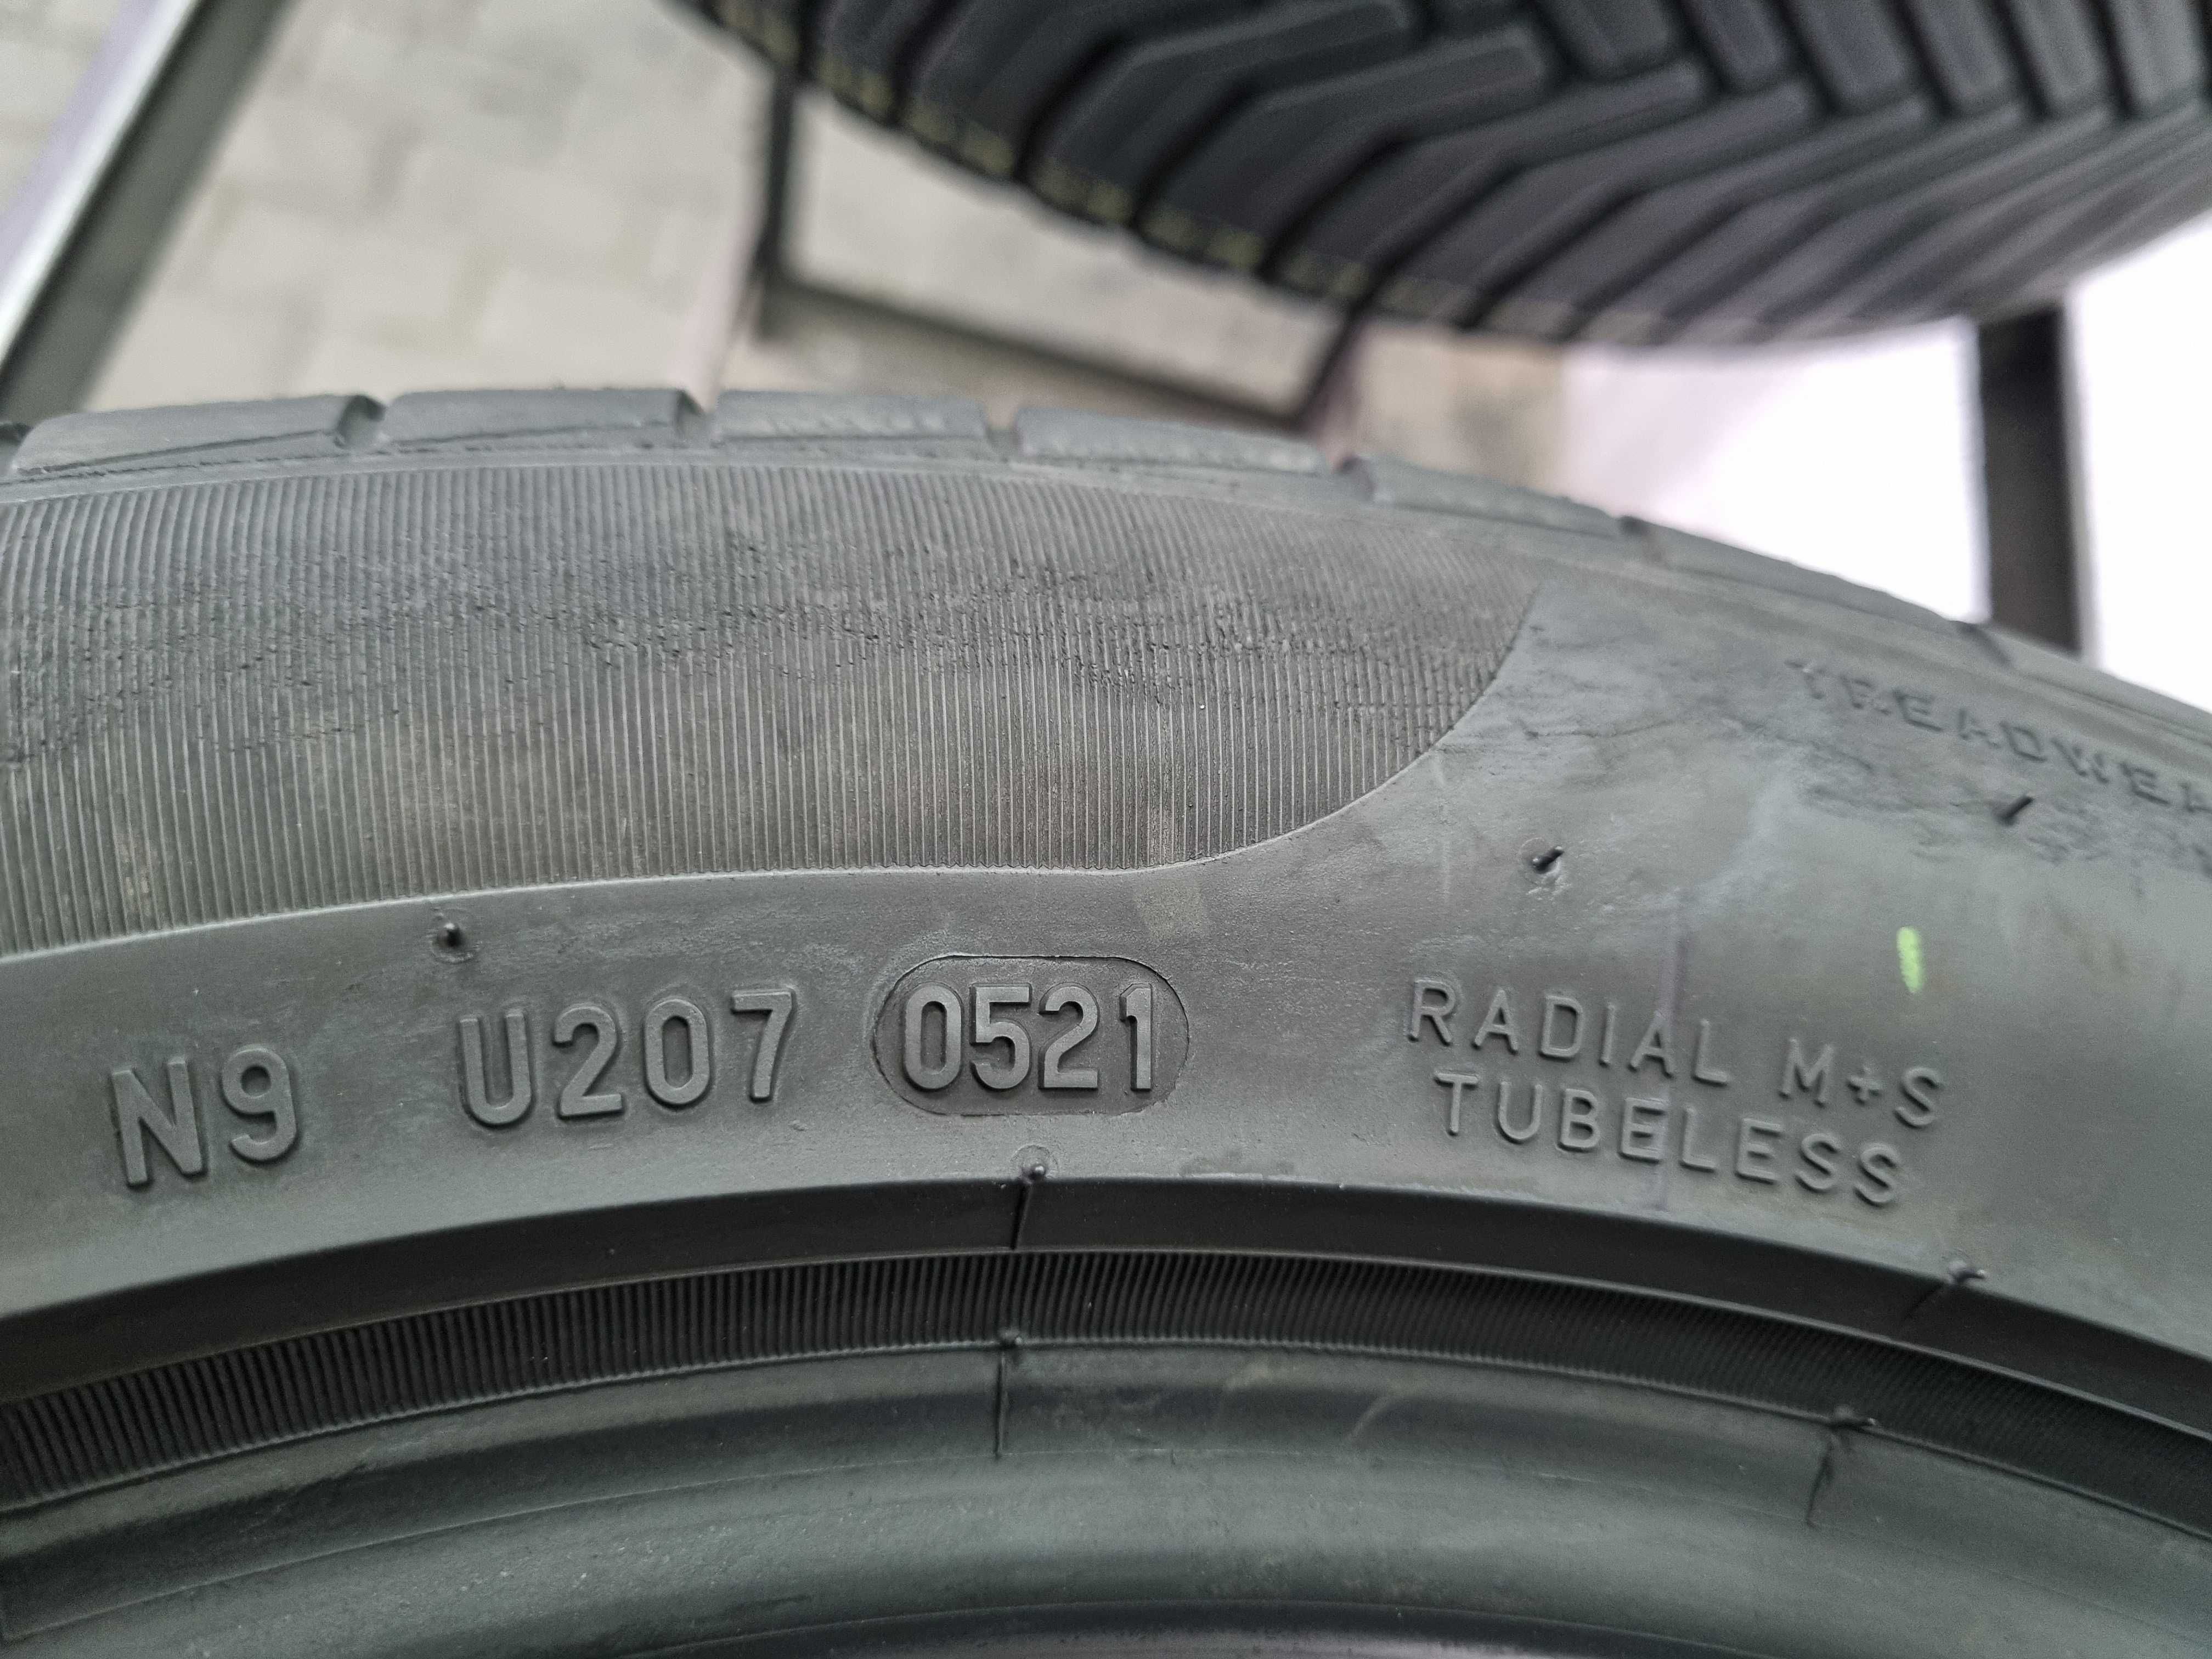 N9 U207 0521
RADIAL M+S
TUBELESS